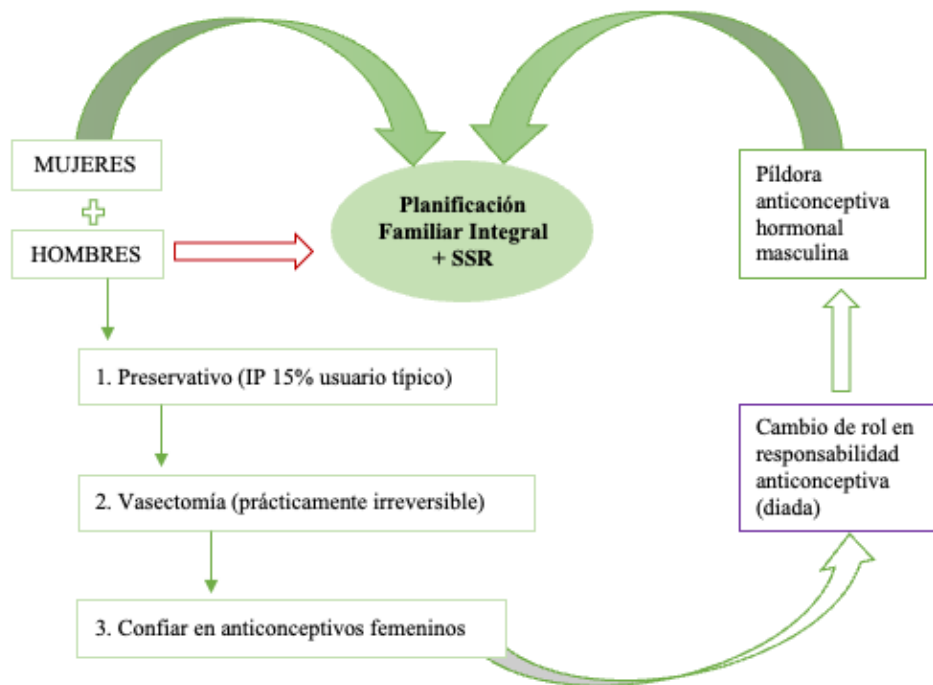 MUJERES
HOMBRES
Planificación
Familiar Integral
+ SSR
1. Preservativo (IP 15% usuario típico)
2. Vasectomía (prácticamente irreversible)
3. Confiar en anticonceptivos femeninos
Cambio de rol en
responsabilidad
anticonceptiva
(diada)
Píldora
anticonceptiva
hormonal
masculina